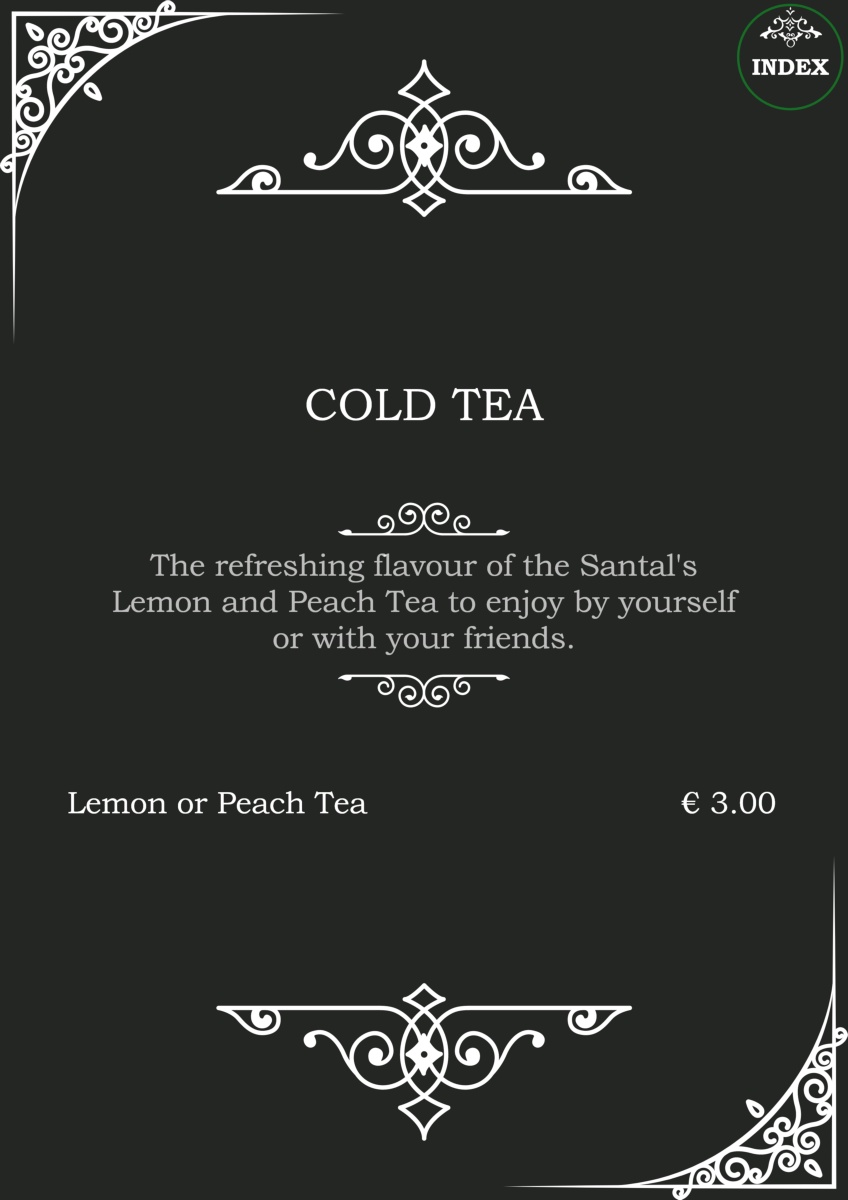 INDEX
COLD TEA
The refreshing flavour of the Santal's
Lemon and Peach Tea to enjoy by yourself
or with your friends.
Lemon or Peach Tea € 3.00